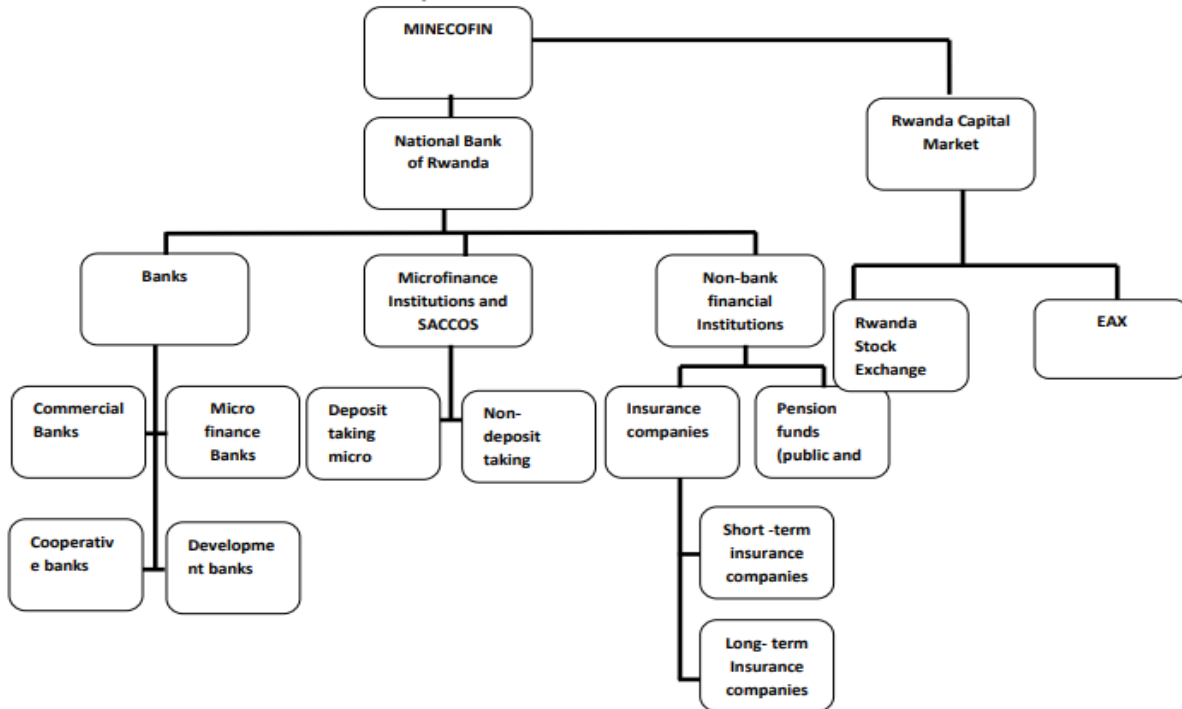 MINECOFIN
National Bank
of Rwanda
Rwanda Capital
Market
Banks
Microfinance
Institutions and
SACCOS
Non-bank
financial
Institutions
Rwanda
Stock
Exchange
EAX
Commercial
Banks
Micro
finance
Banks
Deposit
taking
micro
Non-
deposit
taking
Insurance
companies
Pension
funds
(public and
Cooperativ
e banks
Developme
nt banks
Short -term
insurance
companies
Long- term
Insurance
companies